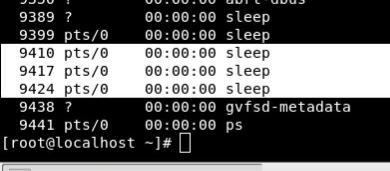 9389 ?        00:00:00 sleep
9399 pts/0    00:00:00 sleep
9410 pts/0    00:00:00 sleep
9417 pts/0    00:00:00 sleep
9424 pts/0    00:00:00 sleep
9438 ?        00:00:00 gvfsd-metadata
9441 pts/0    00:00:00 ps
[root@localhost ~]#